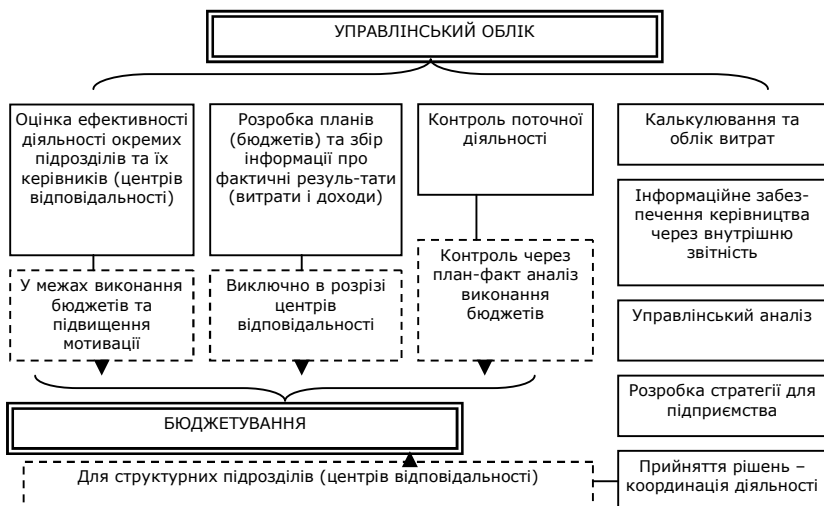 УПРАВЛІНСЬКИЙ ОБЛІК
Оцінка ефективності
діяльності окремих
підрозділів та їх
керівників (центрів
відповідальності)
Розробка планів
(бюджетів) та збір
інформації про
фактичні резуль-тати
(витрати і доходи)
Контроль поточної
діяльності
Калькулювання та
облік витрат
Інформаційне забез-
печення керівництва
через внутрішню
звітність
У межах виконання
бюджетів та
підвищення
мотивації
Виключно в розрізі
центрів
відповідальності
Контроль через
план-факт аналіз
виконання
бюджетів
Управлінський аналіз
Розробка стратегії для
підприємства
БЮДЖЕТУВАННЯ
Для структурних підрозділів (центрів відповідальності)
Прийняття рішень –
координація діяльності